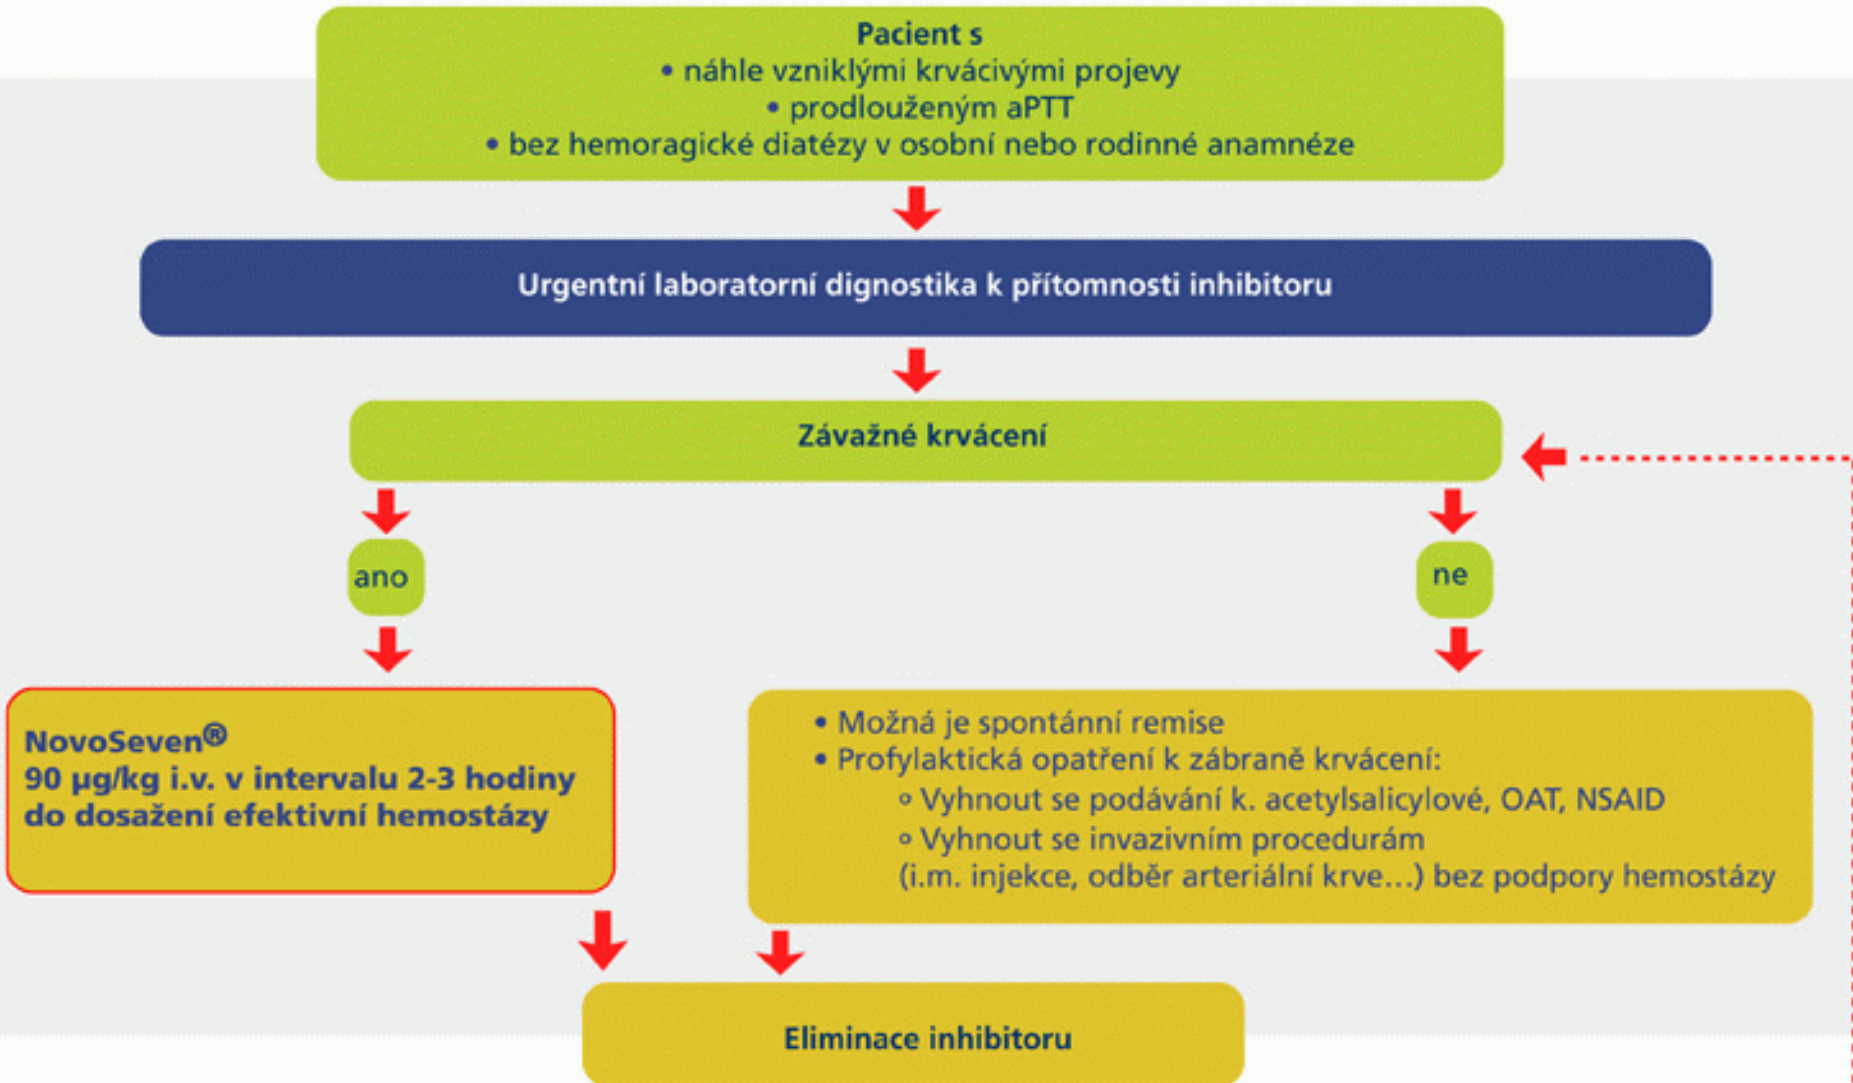 Pacient s
• náhle vzniklými krvácivými projevy
• prodlouženým aPTT
• bez hemoragické diatézy v osobní nebo rodinné anamnéze
Urgentní laboratorní dignostika k přítomnosti inhibitoru
Závažné krvácení
ano
ne
NovoSeven®
90 µg/kg i.v. v intervalu 2-3 hodiny
do dosažení efektivní hemostázy
• Možná je spontánní remise
• Profylaktická opatření k zábraně krvácení:
∘ Vyhnout se podávání k. acetylsalicylové, OAT, NSAID
∘ Vyhnout se invazivním procedurám
(i.m. injekce, odběr arteriální krve...) bez podpory hemostázy
Eliminace inhibitoru